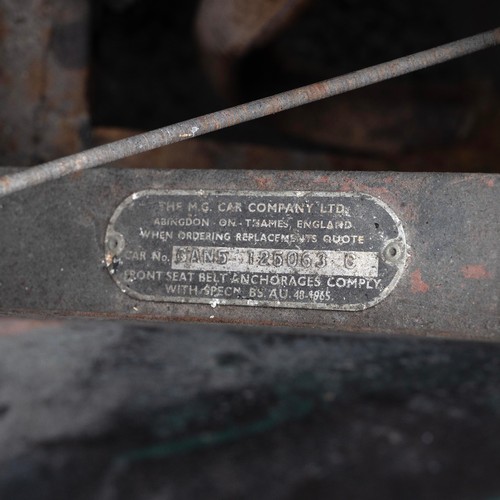 THE M.G. CAR COMPANY LTD.
ABINGDON-ON-THAMES, ENGLAND
WHEN ORDERING REPLACEMENTS QUOTE
CAR No. GAN5 126063 G
FRONT SEAT BELT ANCHORAGES COMPLY
WITH SPECN. BS. AU. 48-1965.